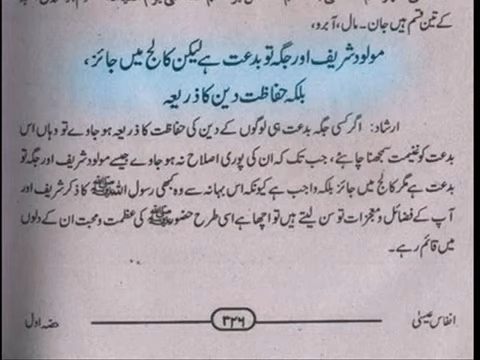 کے تین قسم ہیں جان۔ مال، آبرو،
مولود شریف اور جگہ تو بدعت ہے لیکن کالج میں جائز،
بلکہ حفاظت دین کا ذریعہ
ارشاد: اگر کسی جگہ بدعت ہی لوگوں کے دین کی حفاظت کا ذریعہ ہو جاوے تو وہاں اس
بدعت کو غنیمت سمجھنا چاہئے، جب تک کہ ان کی پوری اصلاح نہ ہو جاوے جیسے مولود شریف اور جگہ تو
بدعت ہے مگر کالج میں جائز بلکہ واجب ہے کیونکہ اس بہانہ سے وہ کبھی رسول اللہ ﷺ کا ذکر شریف اور
آپ کے فضائل و معجزات تو سن لیتے ہیں تو اچھا ہے اسی طرح حضور ﷺ کی عظمت و محبت ان کے دلوں
میں قائم رہے۔
انفاس عیسیٰ ۳۲۶ حصہ اول